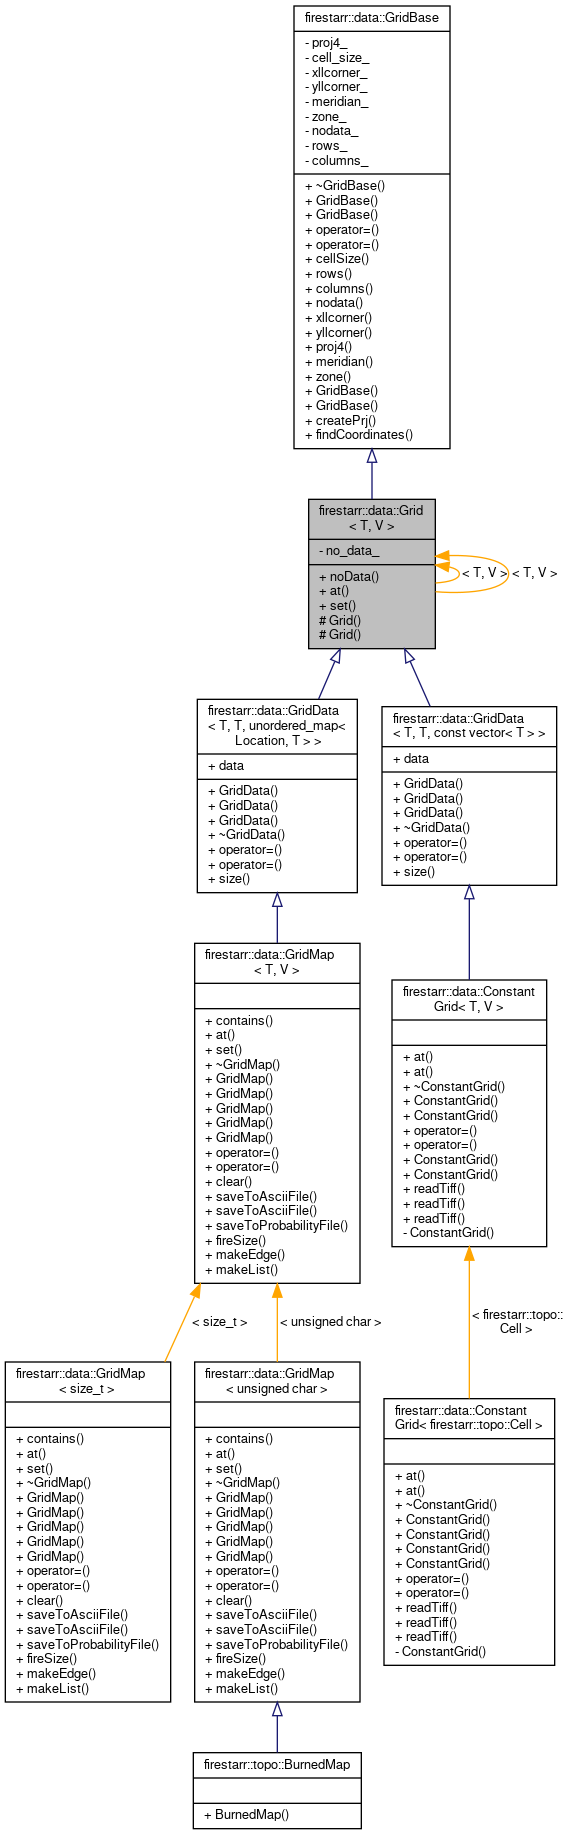 firestarr::data::GridBase
- proj4_
- cell_size_
- xllcorner_
- yllcorner_
- meridian_
- zone_
- nodata_
- rows_
- columns_
+ ~GridBase()
+ GridBase()
+ GridBase()
+ operator=()
+ operator=()
+ cellSize()
+ rows()
+ columns()
+ nodata()
+ xllcorner()
+ yllcorner()
+ proj4()
+ meridian()
+ zone()
+ GridBase()
+ GridBase()
+ createPrj()
+ findCoordinates()
firestarr::data::Grid
< T, V >
- no_data_
+ noData()
+ at()
+ set()
# Grid()
# Grid()
< T, V >
< T, V >
firestarr::data::GridData
< T, T, unordered_map<
Location, T > >
+ data
+ GridData()
+ GridData()
+ GridData()
+ ~GridData()
+ operator=()
+ operator=()
+ size()
firestarr::data::GridData
< T, T, const vector< T > >
+ data
+ GridData()
+ GridData()
+ GridData()
+ ~GridData()
+ operator=()
+ operator=()
+ size()
firestarr::data::GridMap
< T, V >
+ contains()
+ at()
+ set()
+ ~GridMap()
+ GridMap()
+ GridMap()
+ GridMap()
+ GridMap()
+ GridMap()
+ operator=()
+ operator=()
+ clear()
+ saveToAsciiFile()
+ saveToAsciiFile()
+ saveToProbabilityFile()
+ fireSize()
+ makeEdge()
+ makeList()
firestarr::data::Constant
Grid< T, V >
+ at()
+ at()
+ ~ConstantGrid()
+ ConstantGrid()
+ ConstantGrid()
+ operator=()
+ operator=()
+ ConstantGrid()
+ ConstantGrid()
+ readTiff()
+ readTiff()
+ readTiff()
- ConstantGrid()
< size_t >
< unsigned char >
< firestarr::topo::
Cell >
firestarr::data::GridMap
< size_t >
+ contains()
+ at()
+ set()
+ ~GridMap()
+ GridMap()
+ GridMap()
+ GridMap()
+ GridMap()
+ GridMap()
+ operator=()
+ operator=()
+ clear()
+ saveToAsciiFile()
+ saveToAsciiFile()
+ saveToProbabilityFile()
+ fireSize()
+ makeEdge()
+ makeList()
firestarr::data::GridMap
< unsigned char >
+ contains()
+ at()
+ set()
+ ~GridMap()
+ GridMap()
+ GridMap()
+ GridMap()
+ GridMap()
+ GridMap()
+ operator=()
+ operator=()
+ clear()
+ saveToAsciiFile()
+ saveToAsciiFile()
+ saveToProbabilityFile()
+ fireSize()
+ makeEdge()
+ makeList()
firestarr::data::Constant
Grid< firestarr::topo::Cell >
+ at()
+ at()
+ ~ConstantGrid()
+ ConstantGrid()
+ ConstantGrid()
+ ConstantGrid()
+ ConstantGrid()
+ operator=()
+ operator=()
+ readTiff()
+ readTiff()
+ readTiff()
- ConstantGrid()
firestarr::topo::BurnedMap
+ BurnedMap()